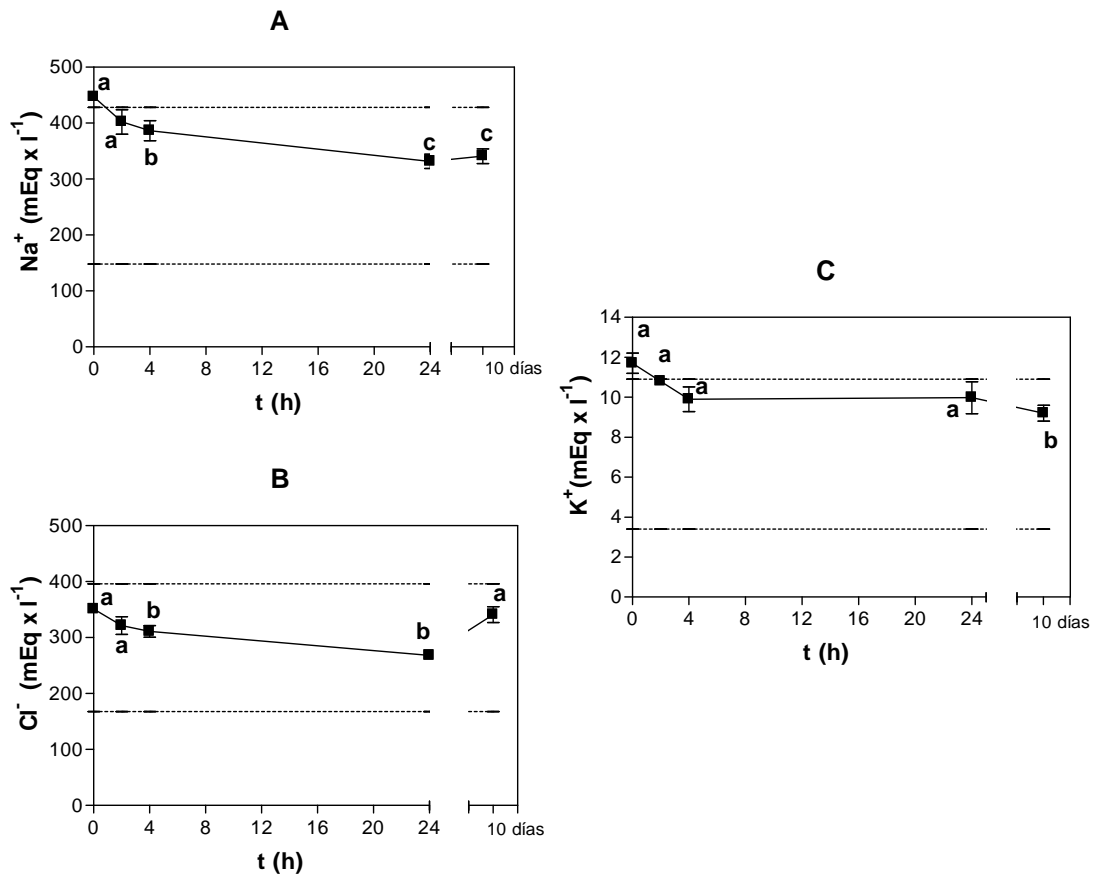 A
500
400
300
200
100
0
Na⁺ (mEq x l⁻¹)
a
a
b
c
c
0 4 8 12 16 20 24
10 días
t (h)
B
500
400
300
200
100
0
Cl⁻ (mEq x l⁻¹)
a
a
b
b
a
0 4 8 12 16 20 24
10 días
t (h)
C
14
12
10
8
6
4
2
0
K⁺ (mEq x l⁻¹)
a
a
a
a
b
0 4 8 12 16 20 24
10 días
t (h)